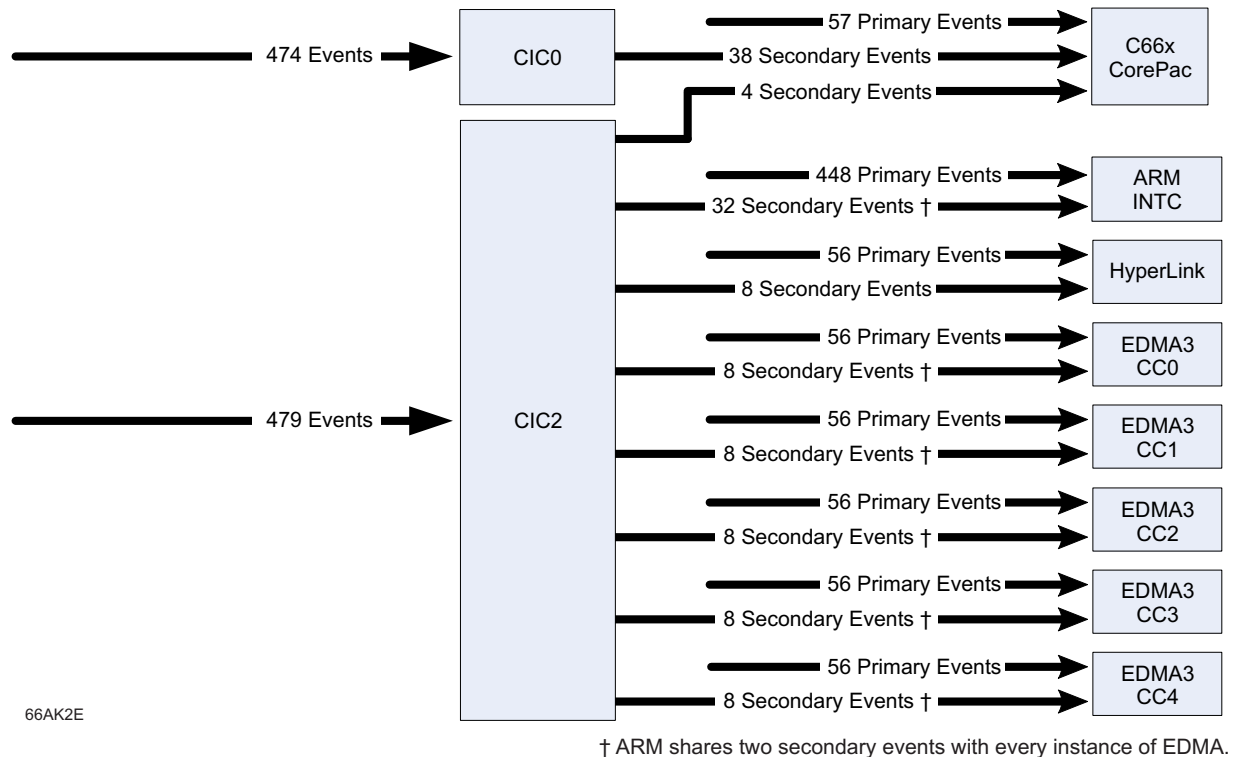 57 Primary Events
474 Events
CIC0
38 Secondary Events
C66x
CorePac
4 Secondary Events
448 Primary Events
32 Secondary Events †
ARM
INTC
56 Primary Events
8 Secondary Events
HyperLink
56 Primary Events
8 Secondary Events †
EDMA3
CC0
479 Events
CIC2
56 Primary Events
8 Secondary Events †
EDMA3
CC1
56 Primary Events
8 Secondary Events †
EDMA3
CC2
56 Primary Events
8 Secondary Events †
EDMA3
CC3
56 Primary Events
8 Secondary Events †
EDMA3
CC4
66AK2E
† ARM shares two secondary events with every instance of EDMA.